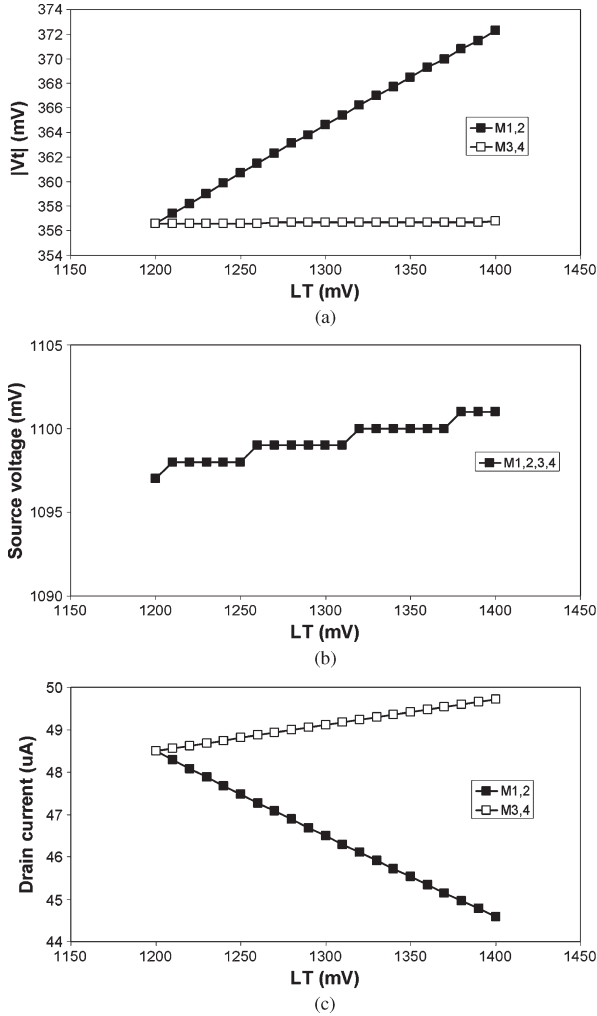 374
372
370
368
366
364
362
360
358
356
354
|Vt| (mV)
M1,2
M3,4
1150 1200 1250 1300 1350 1400 1450
LT (mV)
(a)
1105
1100
1095
1090
Source voltage (mV)
M1,2,3,4
1150 1200 1250 1300 1350 1400 1450
LT (mV)
(b)
50
49
48
47
46
45
44
Drain current (uA)
M1,2
M3,4
1150 1200 1250 1300 1350 1400 1450
LT (mV)
(c)